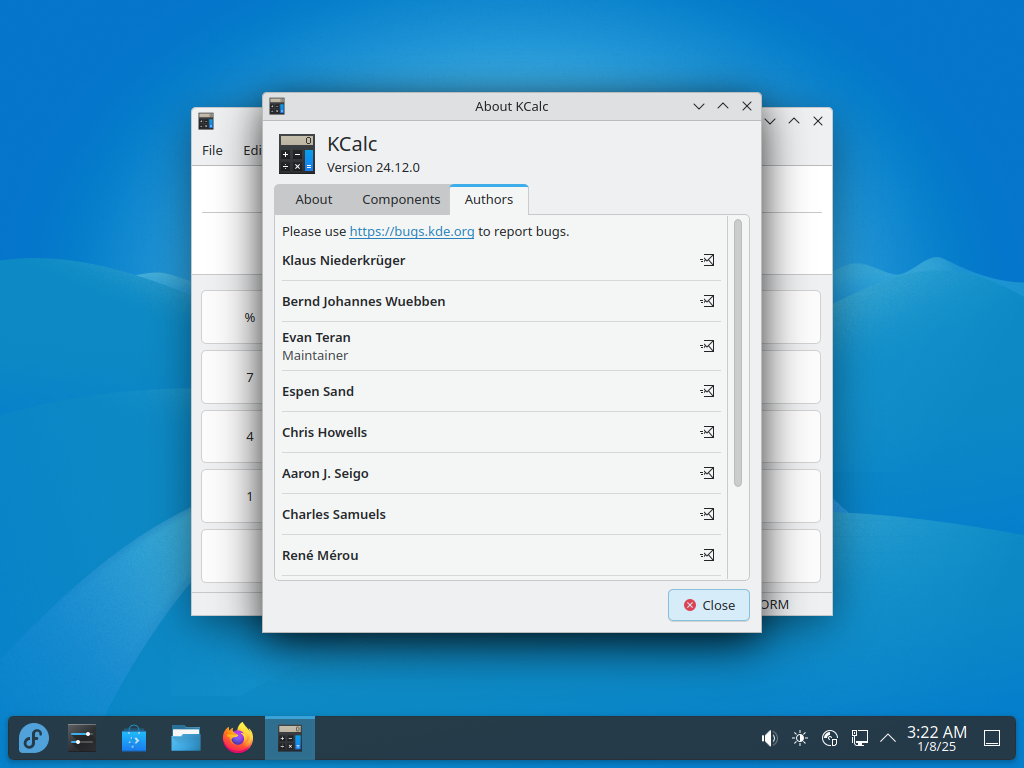 About KCalc
KCalc
Version 24.12.0
File Edi
About Components Authors
Please use https://bugs.kde.org to report bugs.
Klaus Niederkrüger
Bernd Johannes Wuebben
Evan Teran
Maintainer
Espen Sand
Chris Howells
Aaron J. Seigo
Charles Samuels
René Mérou
%
7
4
1
Close
ORM
3:22 AM
1/8/25